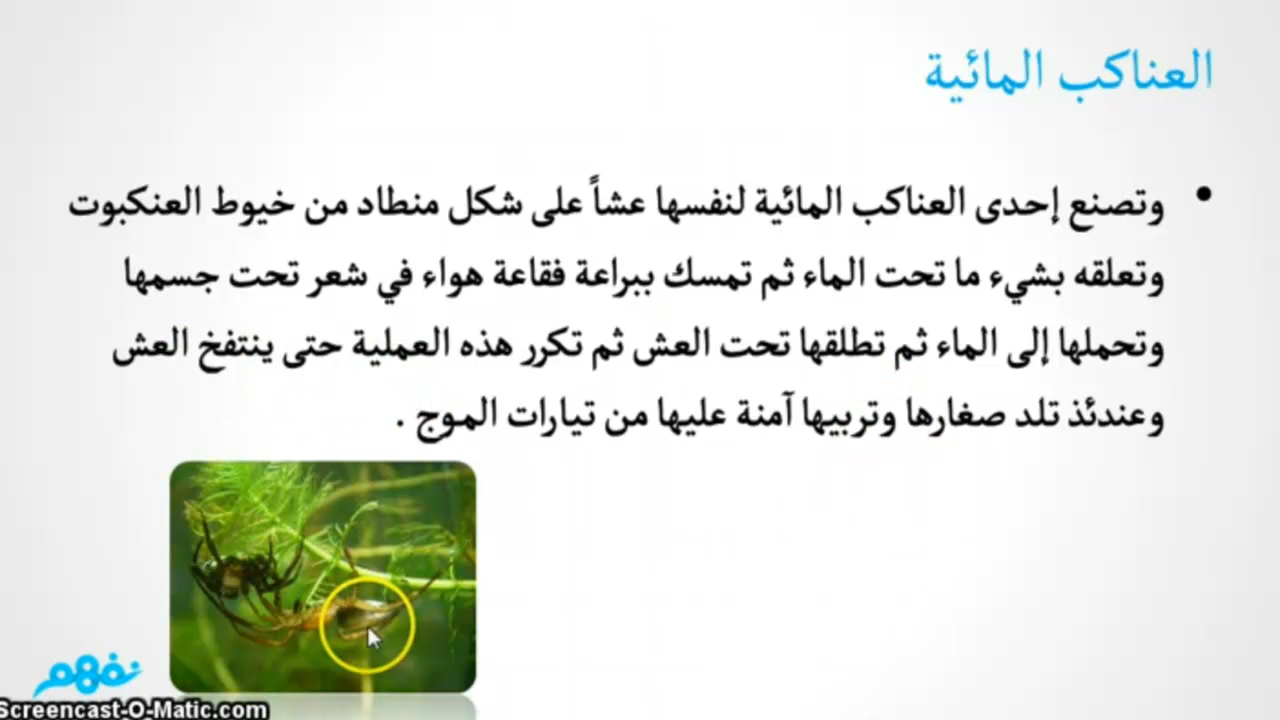 العناكب المائية
• وتصنع إحدى العناكب المائية لنفسها عشاً على شكل منطاد من خيوط العنكبوت
وتعلقه بشيء ما تحت الماء ثم تمسك ببراعة فقاعة هواء في شعر تحت جسمها
وتحملها إلى الماء ثم تطلقها تحت العش ثم تكرر هذه العملية حتى ينتفخ العش
وعندئذ تلد صغارها وتربيها آمنة عليها من تيارات الموج .
نفهم
Screencast-O-Matic.com